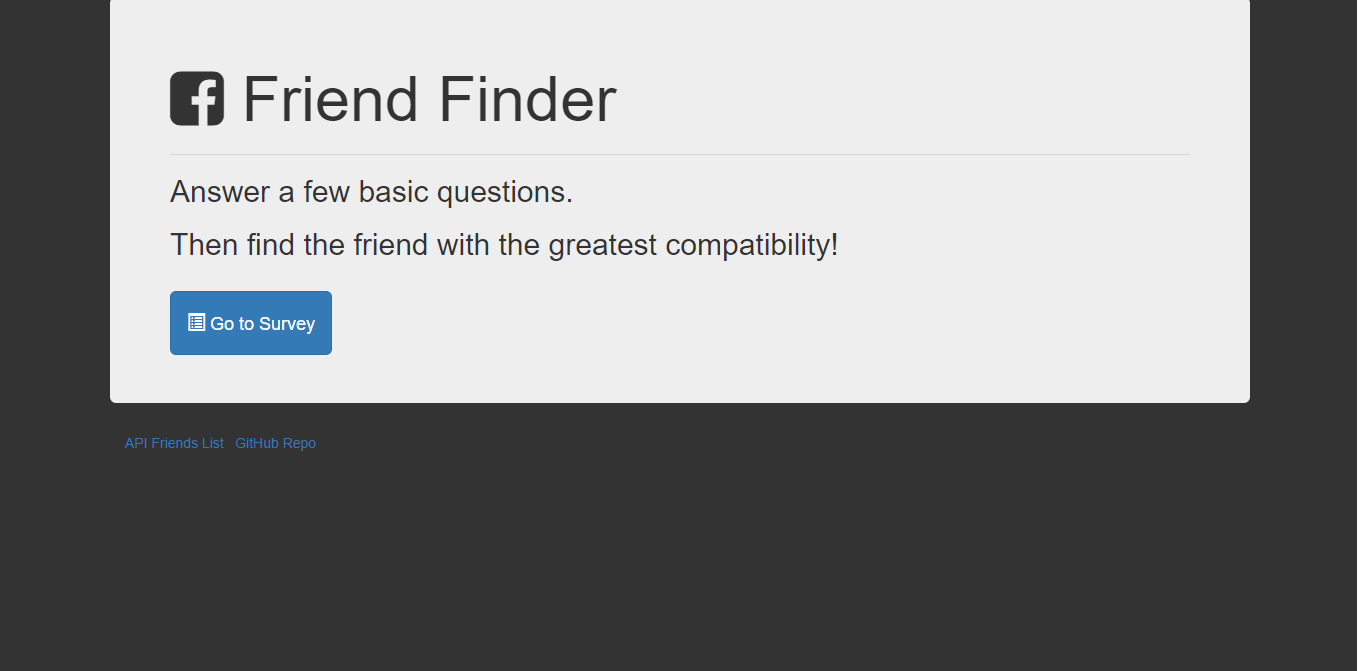 Friend Finder
Answer a few basic questions.
Then find the friend with the greatest compatibility!
Go to Survey
API Friends List GitHub Repo